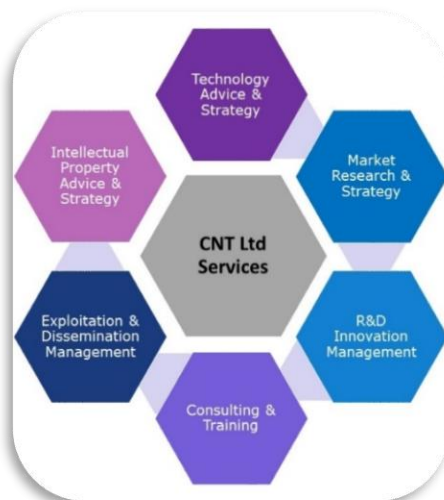 Technology
Advice &
Strategy
Market
Research &
Strategy
R&D
Innovation
Management
Consulting &
Training
Exploitation &
Dissemination
Management
Intellectual
Property
Advice &
Strategy
CNT Ltd
Services